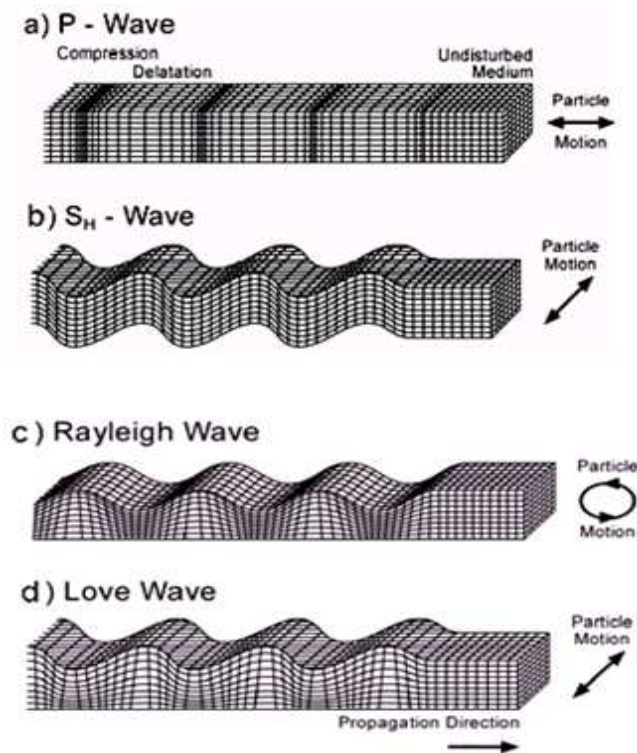 a) P - Wave
Compression
Delatation
Undisturbed
Medium
Particle
Motion
b) SH - Wave
Particle
Motion
c) Rayleigh Wave
Particle
Motion
d) Love Wave
Particle
Motion
Propagation Direction